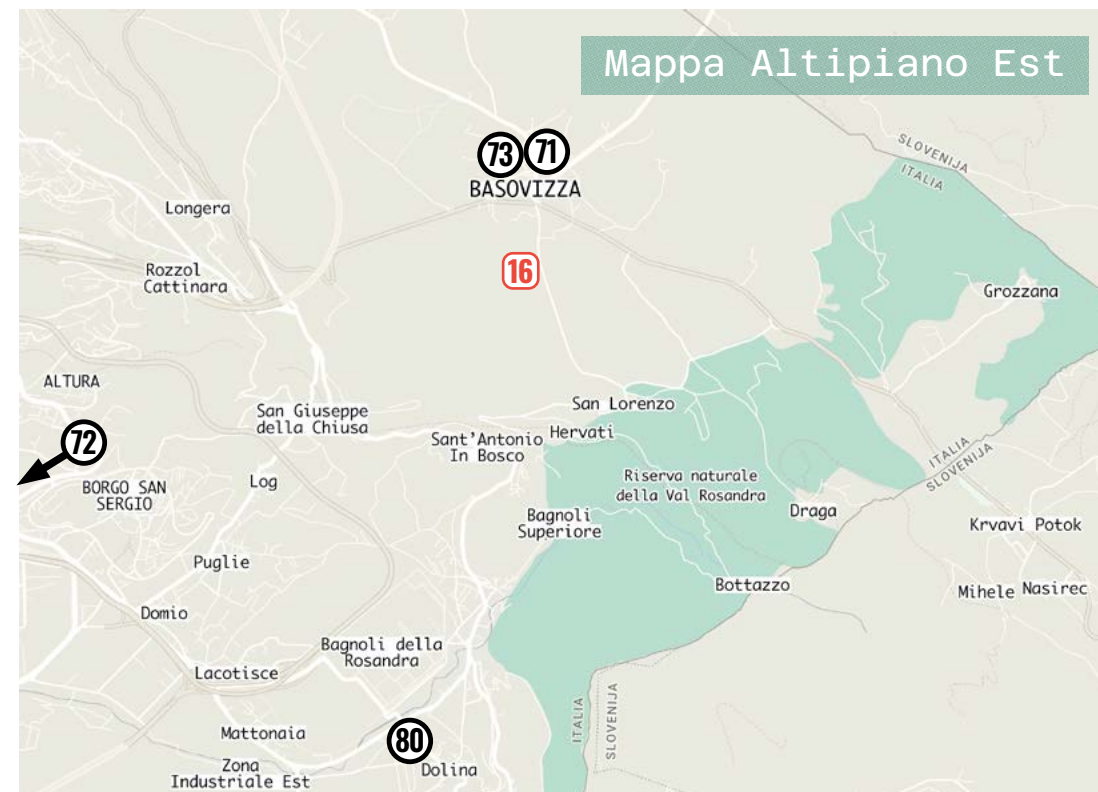 Mappa Altipiano Est
73
71
BASOVIZZA
SLOVENIJA
ITALIA
Longera
16
Rozzol
Cattinara
Grozzana
ALTURA
San Giuseppe
della Chiusa
San Lorenzo
Sant'Antonio
In Bosco
Hervati
72
ITALIA
SLOVENIJA
BORGO SAN
SERGIO
Log
Riserva naturale
della Val Rosandra
Draga
Bagnoli
Superiore
Krvavi Potok
Puglie
Bottazzo
Mihele
Nasirec
Domio
Bagnoli della
Rosandra
Lacotisce
ITALIA
SLOVENIJA
Mattonaia
80
Zona
Industriale Est
Dolina